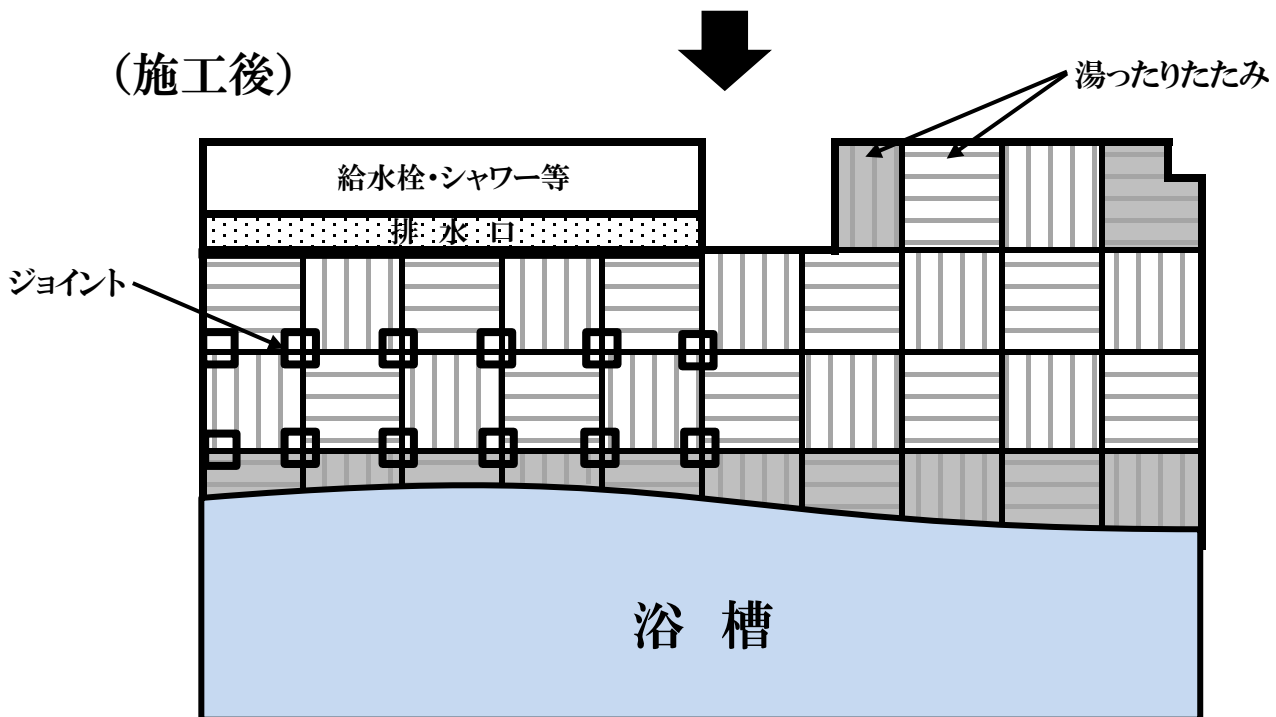 (施工後)
湯ったりたたみ
給水栓・シャワー等
排水口
ジョイント
浴槽